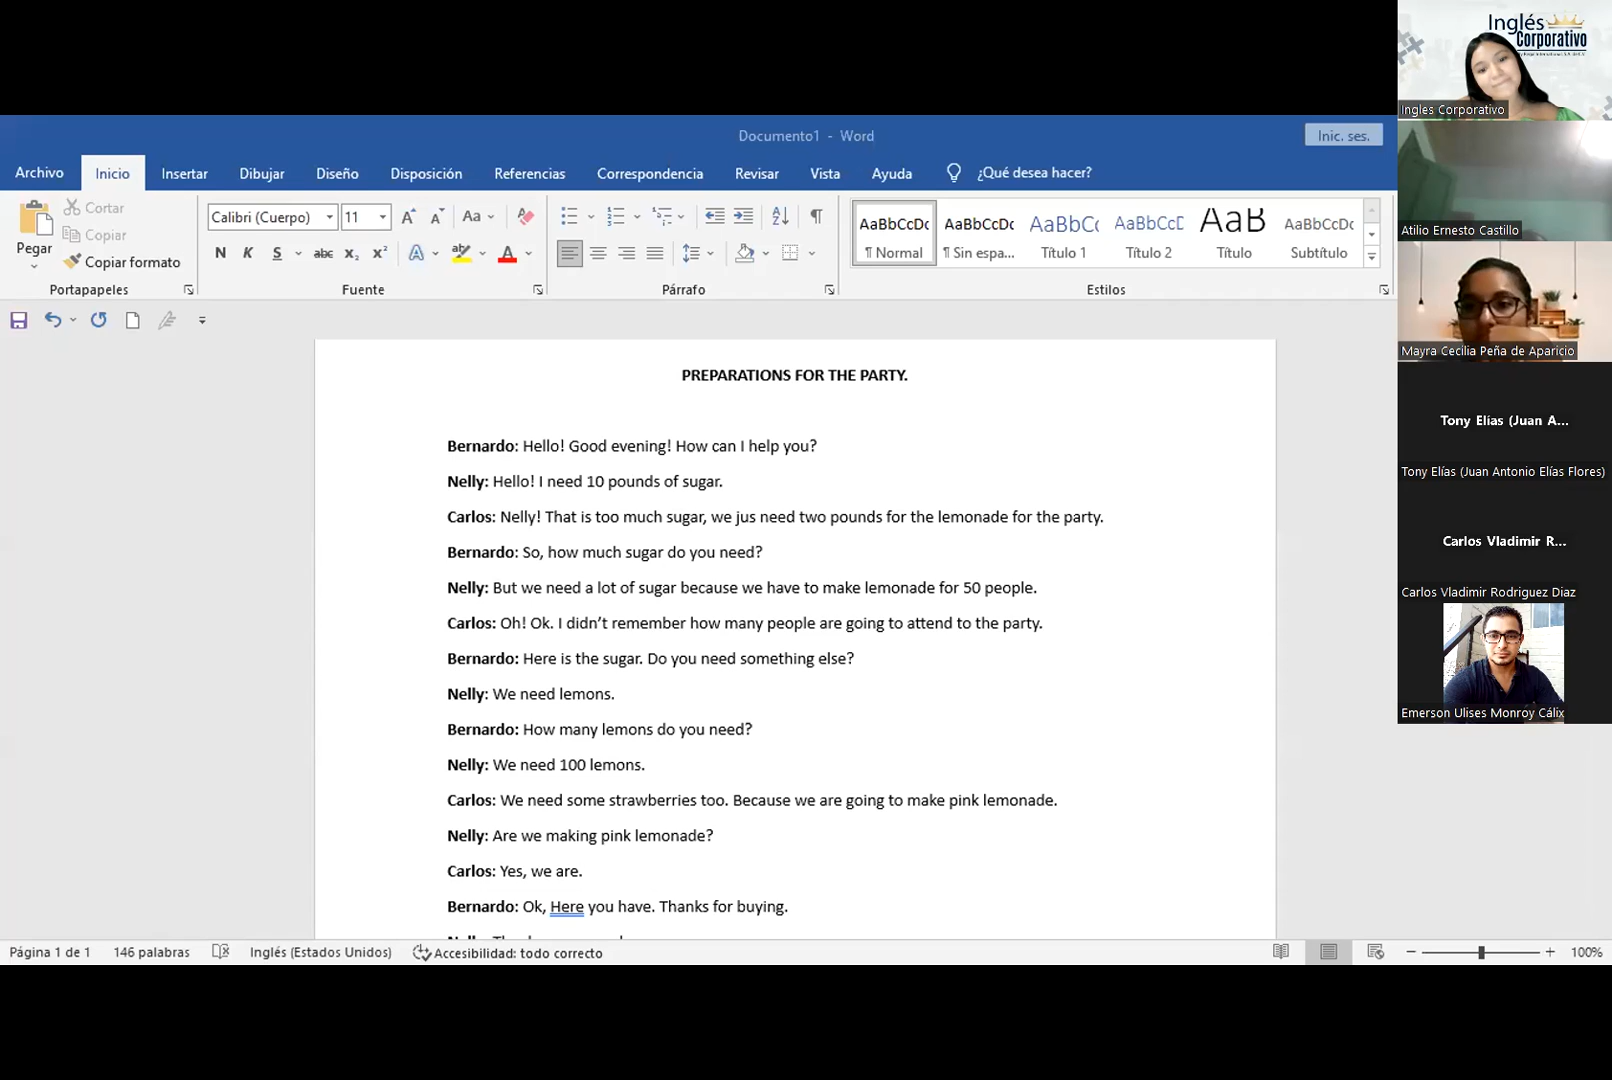 Inglés
Corporativo
Ingles Corporativo
Documento1 - Word
Inic. ses.
Archivo Inicio Insertar Dibujar Diseño Disposición Referencias Correspondencia Revisar Vista Ayuda ¿Qué desea hacer?
Pegar
Cortar
Copiar
Copiar formato
Portapapeles
Calibri (Cuerpo) 11
Aa
N K S abc x₂ x² A ab A
Fuente
Párrafo
AaBbCcDc AaBbCcDc AaBbCc AaBbCcD AaB AaBbCcDc
¶ Normal ¶ Sin espa... Título 1 Título 2 Título Subtítulo
Estilos
PREPARATIONS FOR THE PARTY.
Bernardo: Hello! Good evening! How can I help you?
Nelly: Hello! I need 10 pounds of sugar.
Carlos: Nelly! That is too much sugar, we jus need two pounds for the lemonade for the party.
Bernardo: So, how much sugar do you need?
Nelly: But we need a lot of sugar because we have to make lemonade for 50 people.
Carlos: Oh! Ok. I didn’t remember how many people are going to attend to the party.
Bernardo: Here is the sugar. Do you need something else?
Nelly: We need lemons.
Bernardo: How many lemons do you need?
Nelly: We need 100 lemons.
Carlos: We need some strawberries too. Because we are going to make pink lemonade.
Nelly: Are we making pink lemonade?
Carlos: Yes, we are.
Bernardo: Ok, Here you have. Thanks for buying.
Página 1 de 1 146 palabras Inglés (Estados Unidos) Accesibilidad: todo correcto 100%
Atilio Ernesto Castillo
Mayra Cecilia Peña de Aparicio
Tony Elías (Juan A...
Tony Elías (Juan Antonio Elías Flores)
Carlos Vladimir R...
Carlos Vladimir Rodriguez Diaz
Emerson Ulises Monroy Cálix